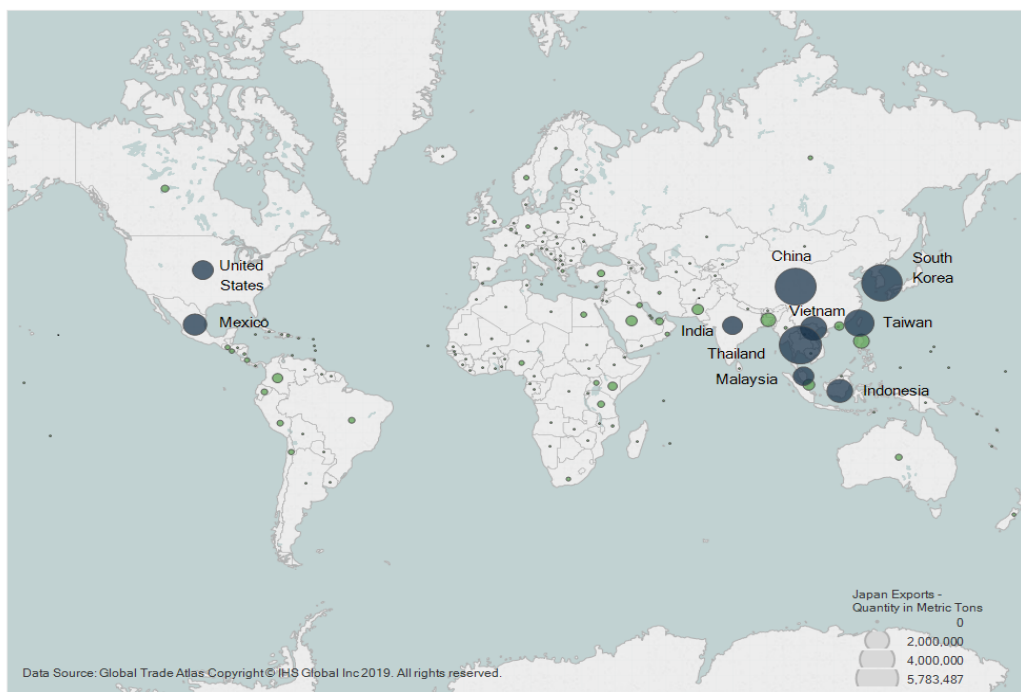 China
South
Korea
United
States
Mexico
Vietnam
Taiwan
India
Thailand
Malaysia
Indonesia
Japan Exports -
Quantity in Metric Tons
0
2,000,000
4,000,000
5,783,487
Data Source: Global Trade Atlas Copyright © IHS Global Inc 2019. All rights reserved.